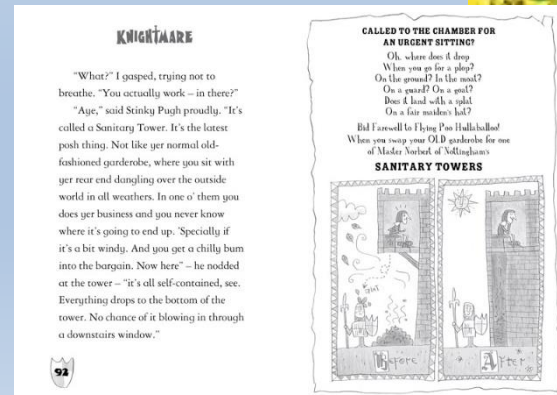 KNIGHTMARE
"What?" I gasped, trying not to
breathe. "You actually work – in there?"
"Aye," said Stinky Pugh proudly. "It's
called a Sanitary Tower. It's the latest
posh thing. Not like yer normal old-
fashioned garderobe, where you sit with
yer rear end dangling over the outside
world in all weathers. In one o' them you
does yer business and you never know
where it's going to end up. 'Specially if
it's a bit windy. And you get a chilly bum
into the bargain. Now here" – he nodded
at the tower – "it's all self-contained, see.
Everything drops to the bottom of the
tower. No chance of it blowing in through
a downstairs window."
92
CALLED TO THE CHAMBER FOR
AN URGENT SITTING?
Oh, where does it drop
When you go for a plop?
On the ground? In the moat?
On a guard? On a goat?
Does it land with a splat
On a fair maiden's hat?
Bid Farewell to Flying Poo Hullaballoo!
When you swap your OLD garderobe for one
of Master Norbert of Nottingham's
SANITARY TOWERS
Before
After